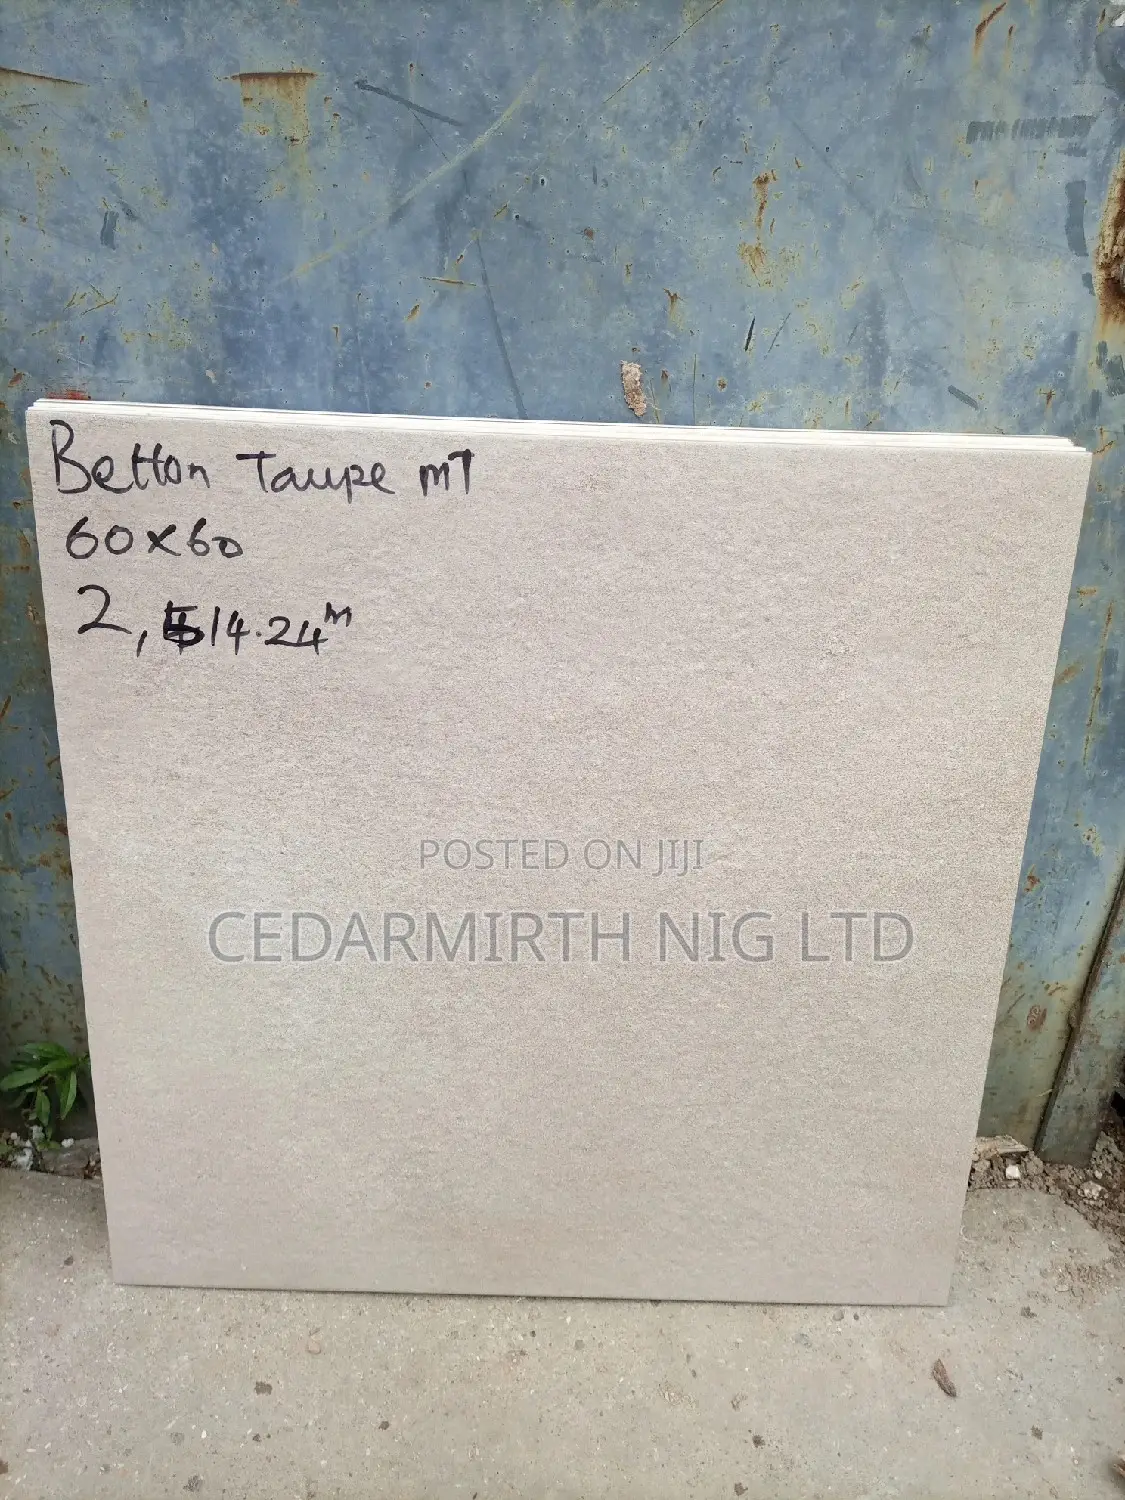 Betton Taupe MT
60x60
2,514.24m
POSTED ON JIJI
CEDARMIRTH NIG LTD